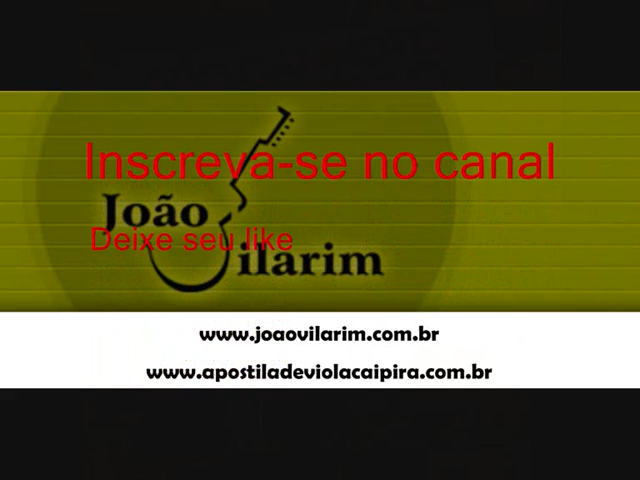 Inscreva-se no canal
João
Deixe seu like
Vilarim
www.joaovilarim.com.br
www.apostiladeviolacaipira.com.br